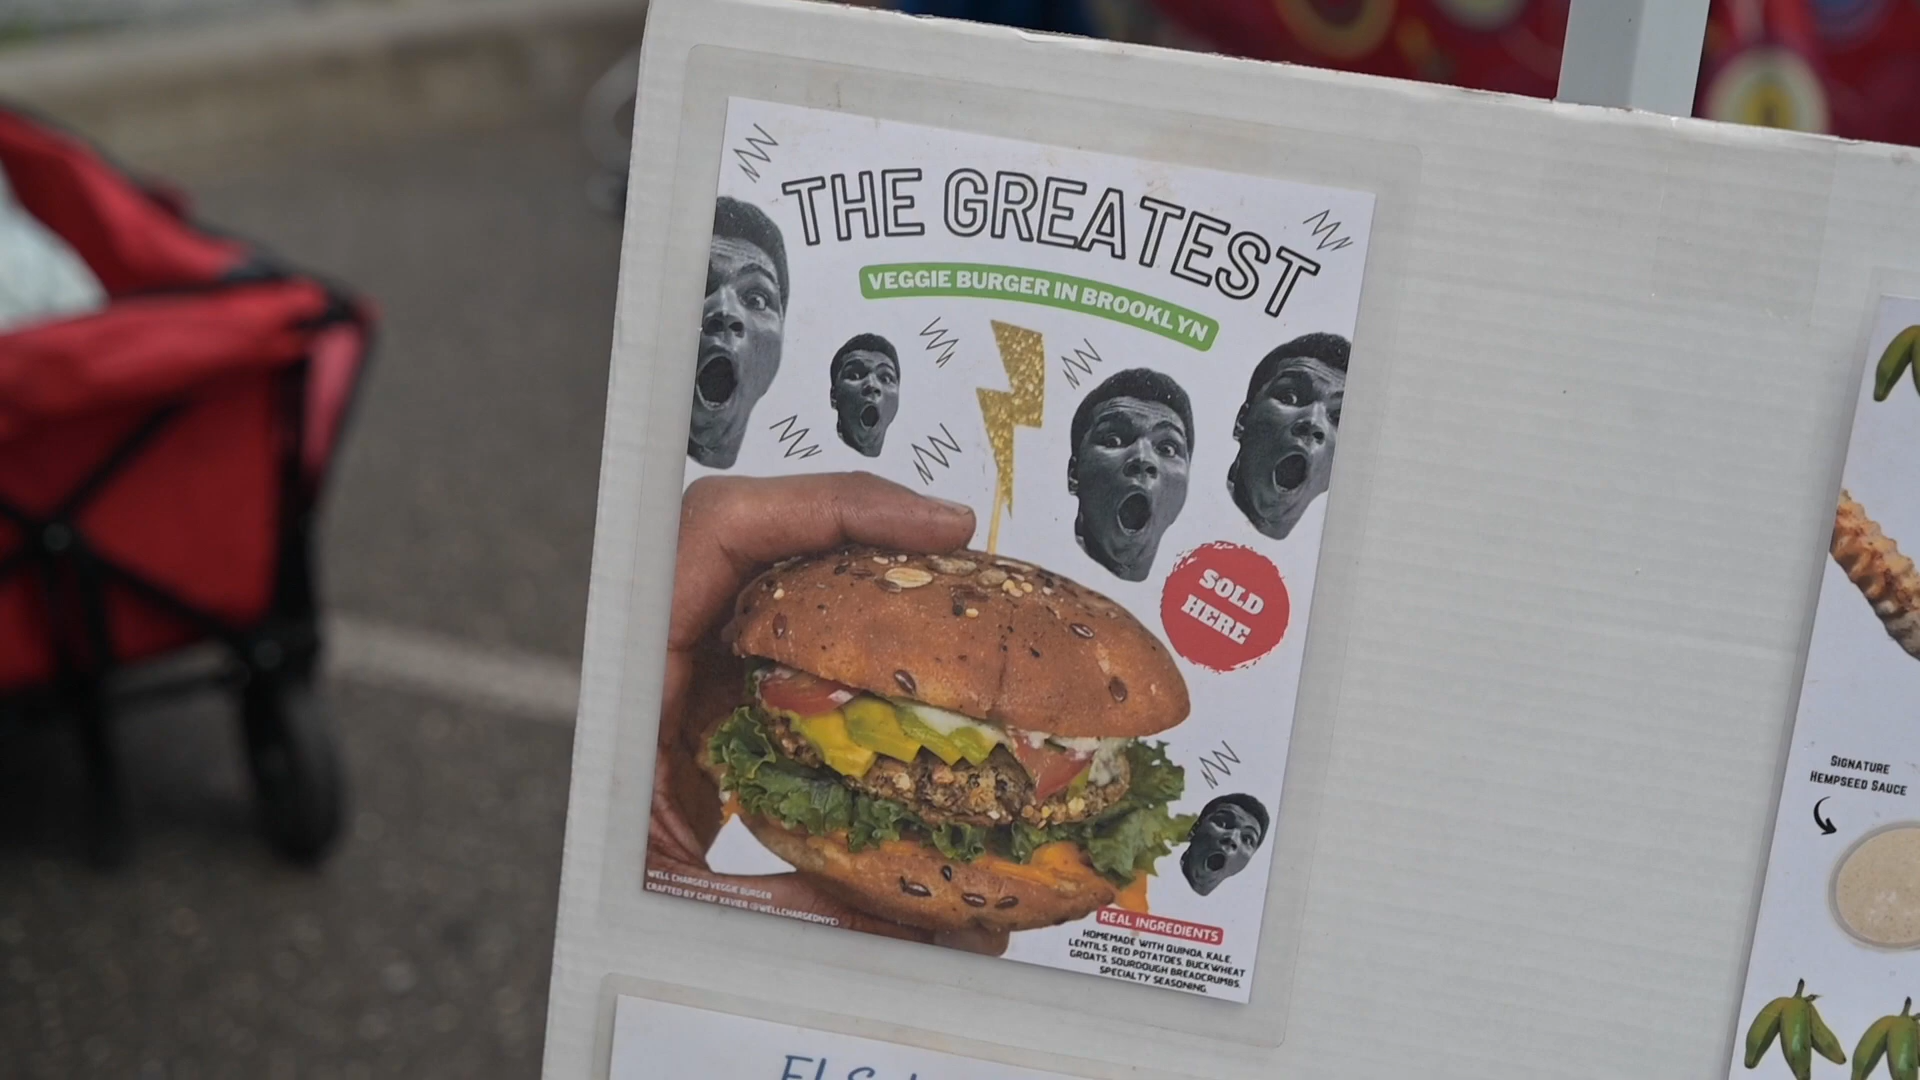 THE GREATEST
VEGGIE BURGER IN BROOKLYN
SOLD
HERE
WELL CHARGED VEGGIE BURGER
CRAFTED BY CHEF XAVIER (@WELLCHARGEDNYC)
REAL INGREDIENTS
HOMEMADE WITH QUINOA, KALE,
LENTILS, RED POTATOES, BUCKWHEAT
GROATS, SOURDOUGH BREADCRUMBS,
SPECIALTY SEASONING.
SIGNATURE
HEMPSEED SAUCE